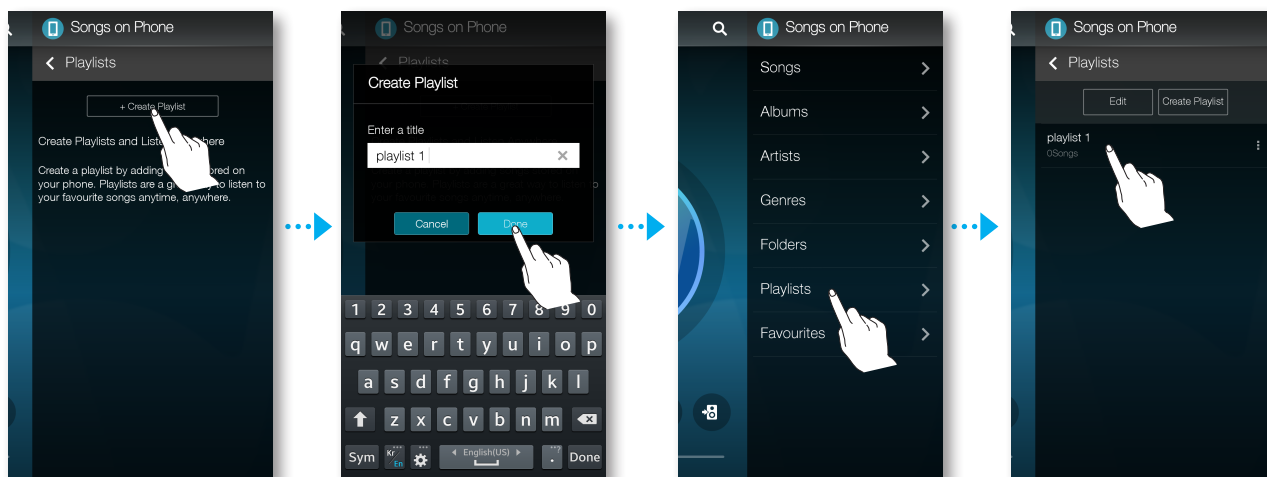 Songs on Phone
Playlists
+ Create Playlist
Create Playlists and Liste here
Create a playlist by adding ored on
your phone. Playlists are a g y to listen to
your favourite songs anytime, anywhere.
Songs on Phone
Playlists
Create Playlist
Enter a title
playlist 1
Cancel
Done
1 2 3 4 5 6 7 8 9 0
q w e r t y u i o p
a s d f g h j k l
z x c v b n m
Sym Kr En English(US) . Done
Songs on Phone
Songs
Albums
Artists
Genres
Folders
Playlists
Favourites
Songs on Phone
Playlists
Edit
Create Playlist
playlist 1
0Songs